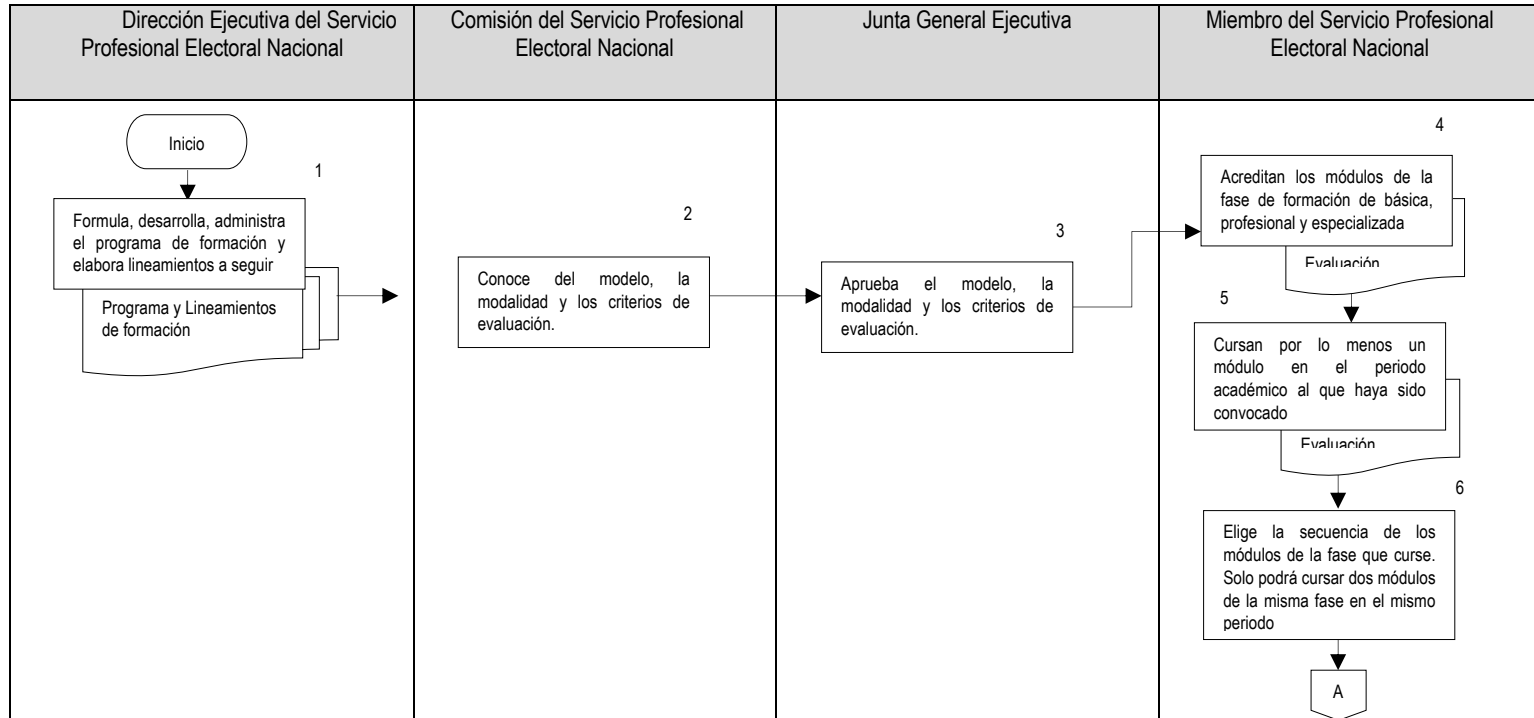 Dirección Ejecutiva del Servicio
Profesional Electoral Nacional
Comisión del Servicio Profesional
Electoral Nacional
Junta General Ejecutiva
Miembro del Servicio Profesional
Electoral Nacional
Inicio
1
Formula, desarrolla, administra
el programa de formación y
elabora lineamientos a seguir
Programa y Lineamientos
de formación
2
Conoce del modelo, la
modalidad y los criterios de
evaluación.
3
Aprueba el modelo, la
modalidad y los criterios de
evaluación.
4
Acreditan los módulos de la
fase de formación de básica,
profesional y especializada
Evaluación
5
Cursan por lo menos un
módulo en el periodo
académico al que haya sido
convocado
Evaluación
6
Elige la secuencia de los
módulos de la fase que curse.
Solo podrá cursar dos módulos
de la misma fase en el mismo
periodo
A